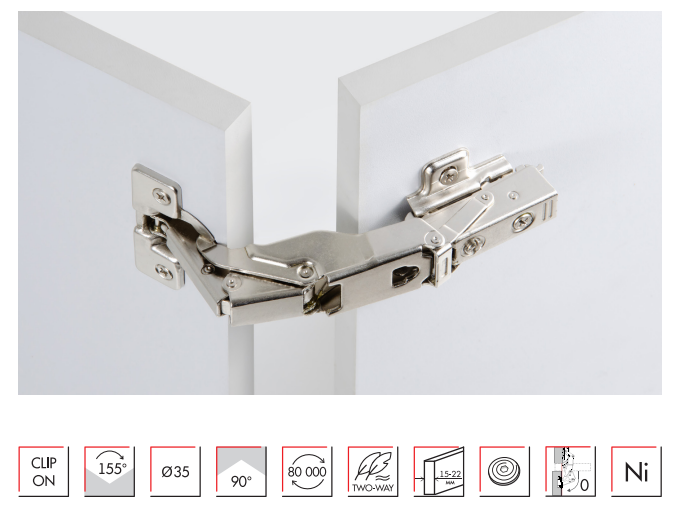 CLIP
ON
155°
Ø35
90°
80 000
TWO-WAY
15-22
MM
0
Ni